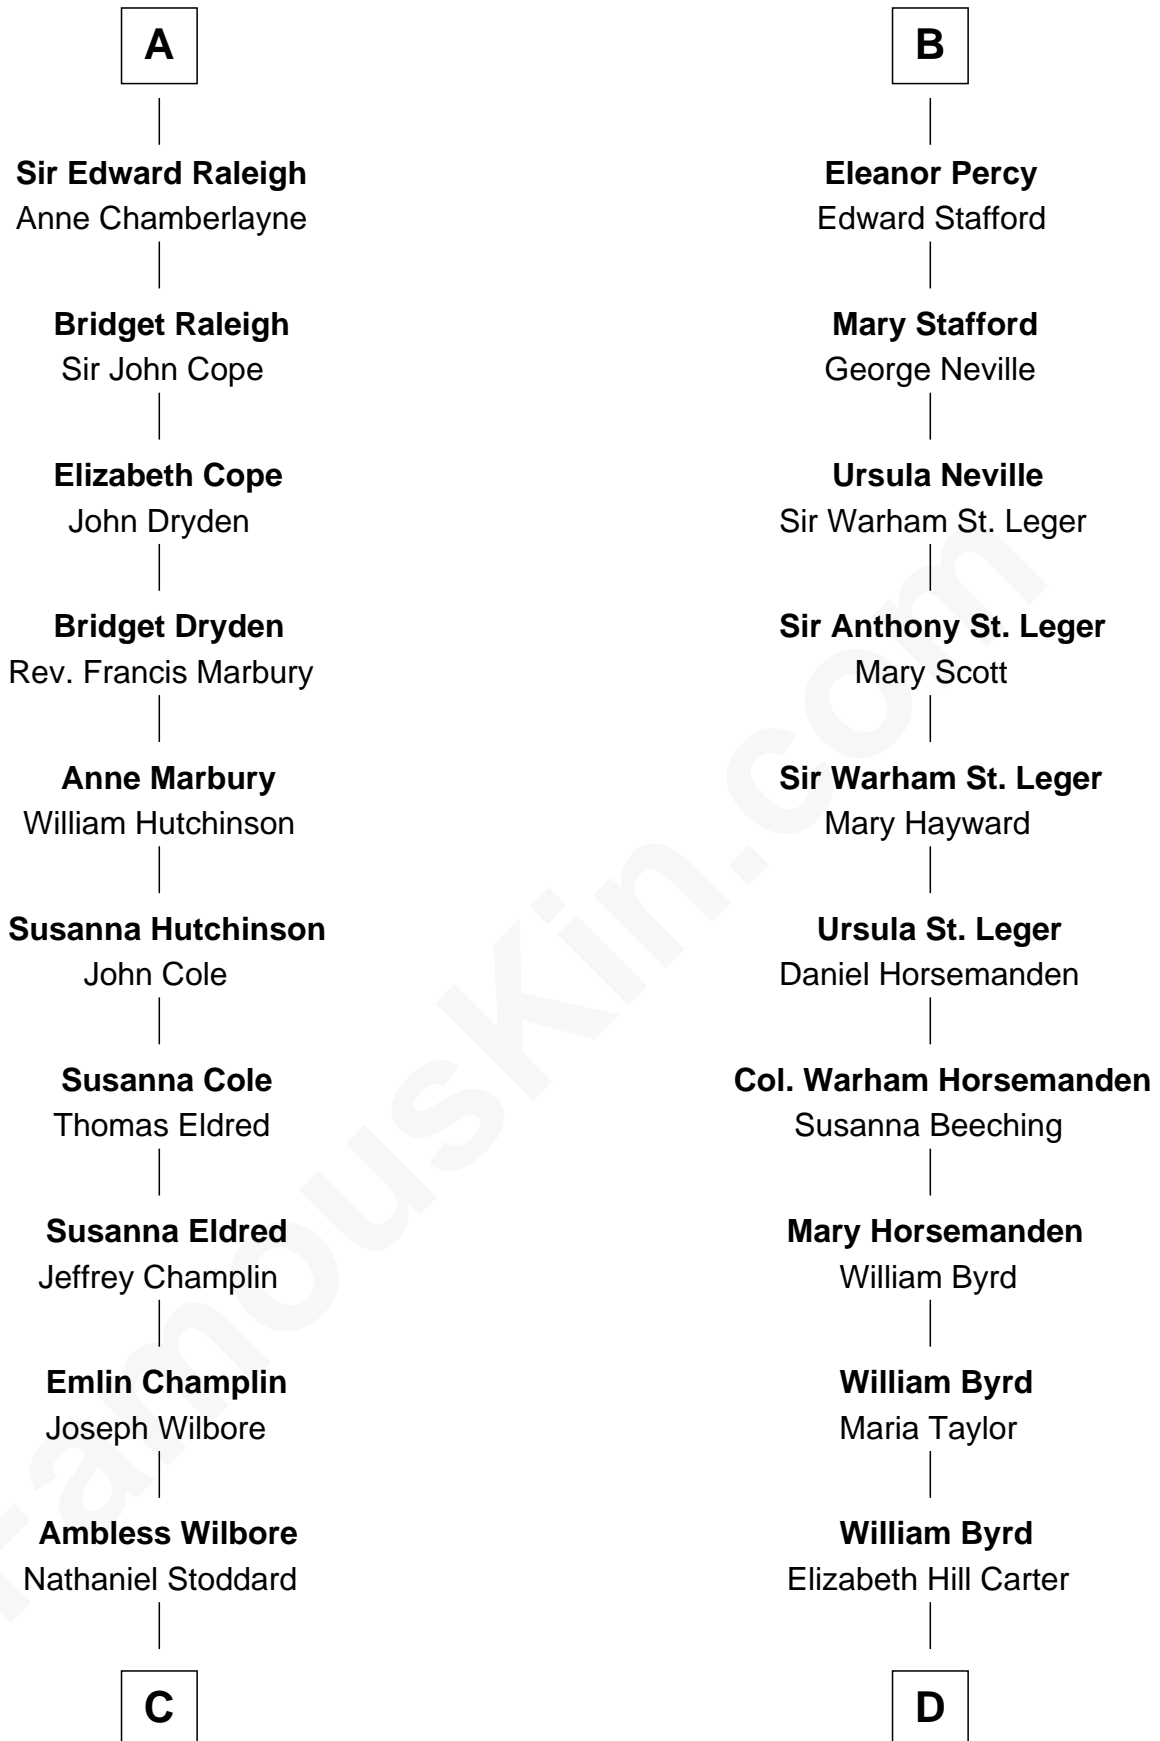 A
Sir Edward Raleigh
Anne Chamberlayne
Bridget Raleigh
Sir John Cope
Elizabeth Cope
John Dryden
Bridget Dryden
Rev. Francis Marbury
Anne Marbury
William Hutchinson
Susanna Hutchinson
John Cole
Susanna Cole
Thomas Eldred
Susanna Eldred
Jeffrey Champlin
Emlin Champlin
Joseph Wilbore
Ambless Wilbore
Nathaniel Stoddard
C
B
Eleanor Percy
Edward Stafford
Mary Stafford
George Neville
Ursula Neville
Sir Warham St. Leger
Sir Anthony St. Leger
Mary Scott
Sir Warham St. Leger
Mary Hayward
Ursula St. Leger
Daniel Horsemanden
Col. Warham Horsemanden
Susanna Beeching
Mary Horsemanden
William Byrd
William Byrd
Maria Taylor
William Byrd
Elizabeth Hill Carter
D
FamousKin.com